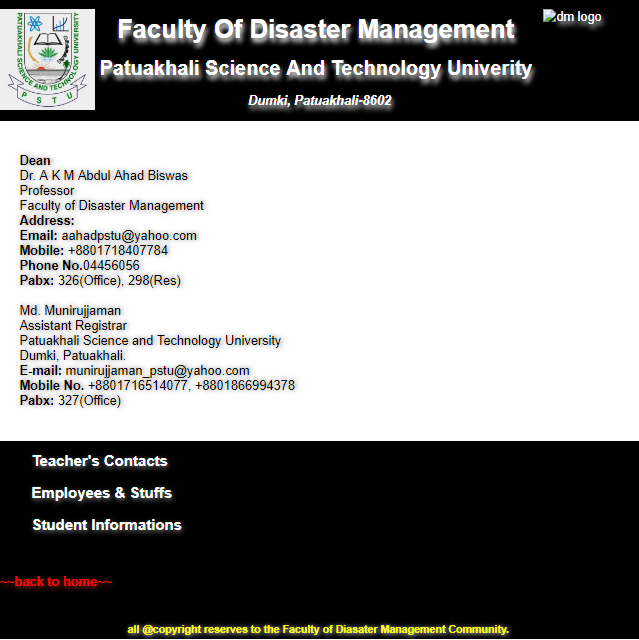 Faculty Of Disaster Management
dm logo
Patuakhali Science And Technology Univerity
Dumki, Patuakhali-8602
PATUAKHALI SCIENCE AND TECHNOLOGY UNIVERSITY
PSTU
Dean
Dr. A K M Abdul Ahad Biswas
Professor
Faculty of Disaster Management
Address:
Email: aahadpstu@yahoo.com
Mobile: +8801718407784
Phone No.04456056
Pabx: 326(Office), 298(Res)
Md. Munirujjaman
Assistant Registrar
Patuakhali Science and Technology University
Dumki, Patuakhali.
E-mail: munirujjaman_pstu@yahoo.com
Mobile No. +8801716514077, +8801866994378
Pabx: 327(Office)
Teacher's Contacts
Employees & Stuffs
Student Informations
~~back to home~~
all @copyright reserves to the Faculty of Diasater Management Community.